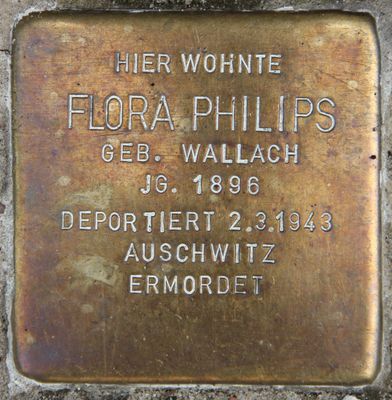 HIER WOHNTE
FLORA PHILIPS
GEB. WALLACH
JG. 1896
DEPORTIERT 2.3.1943
AUSCHWITZ
ERMORDET